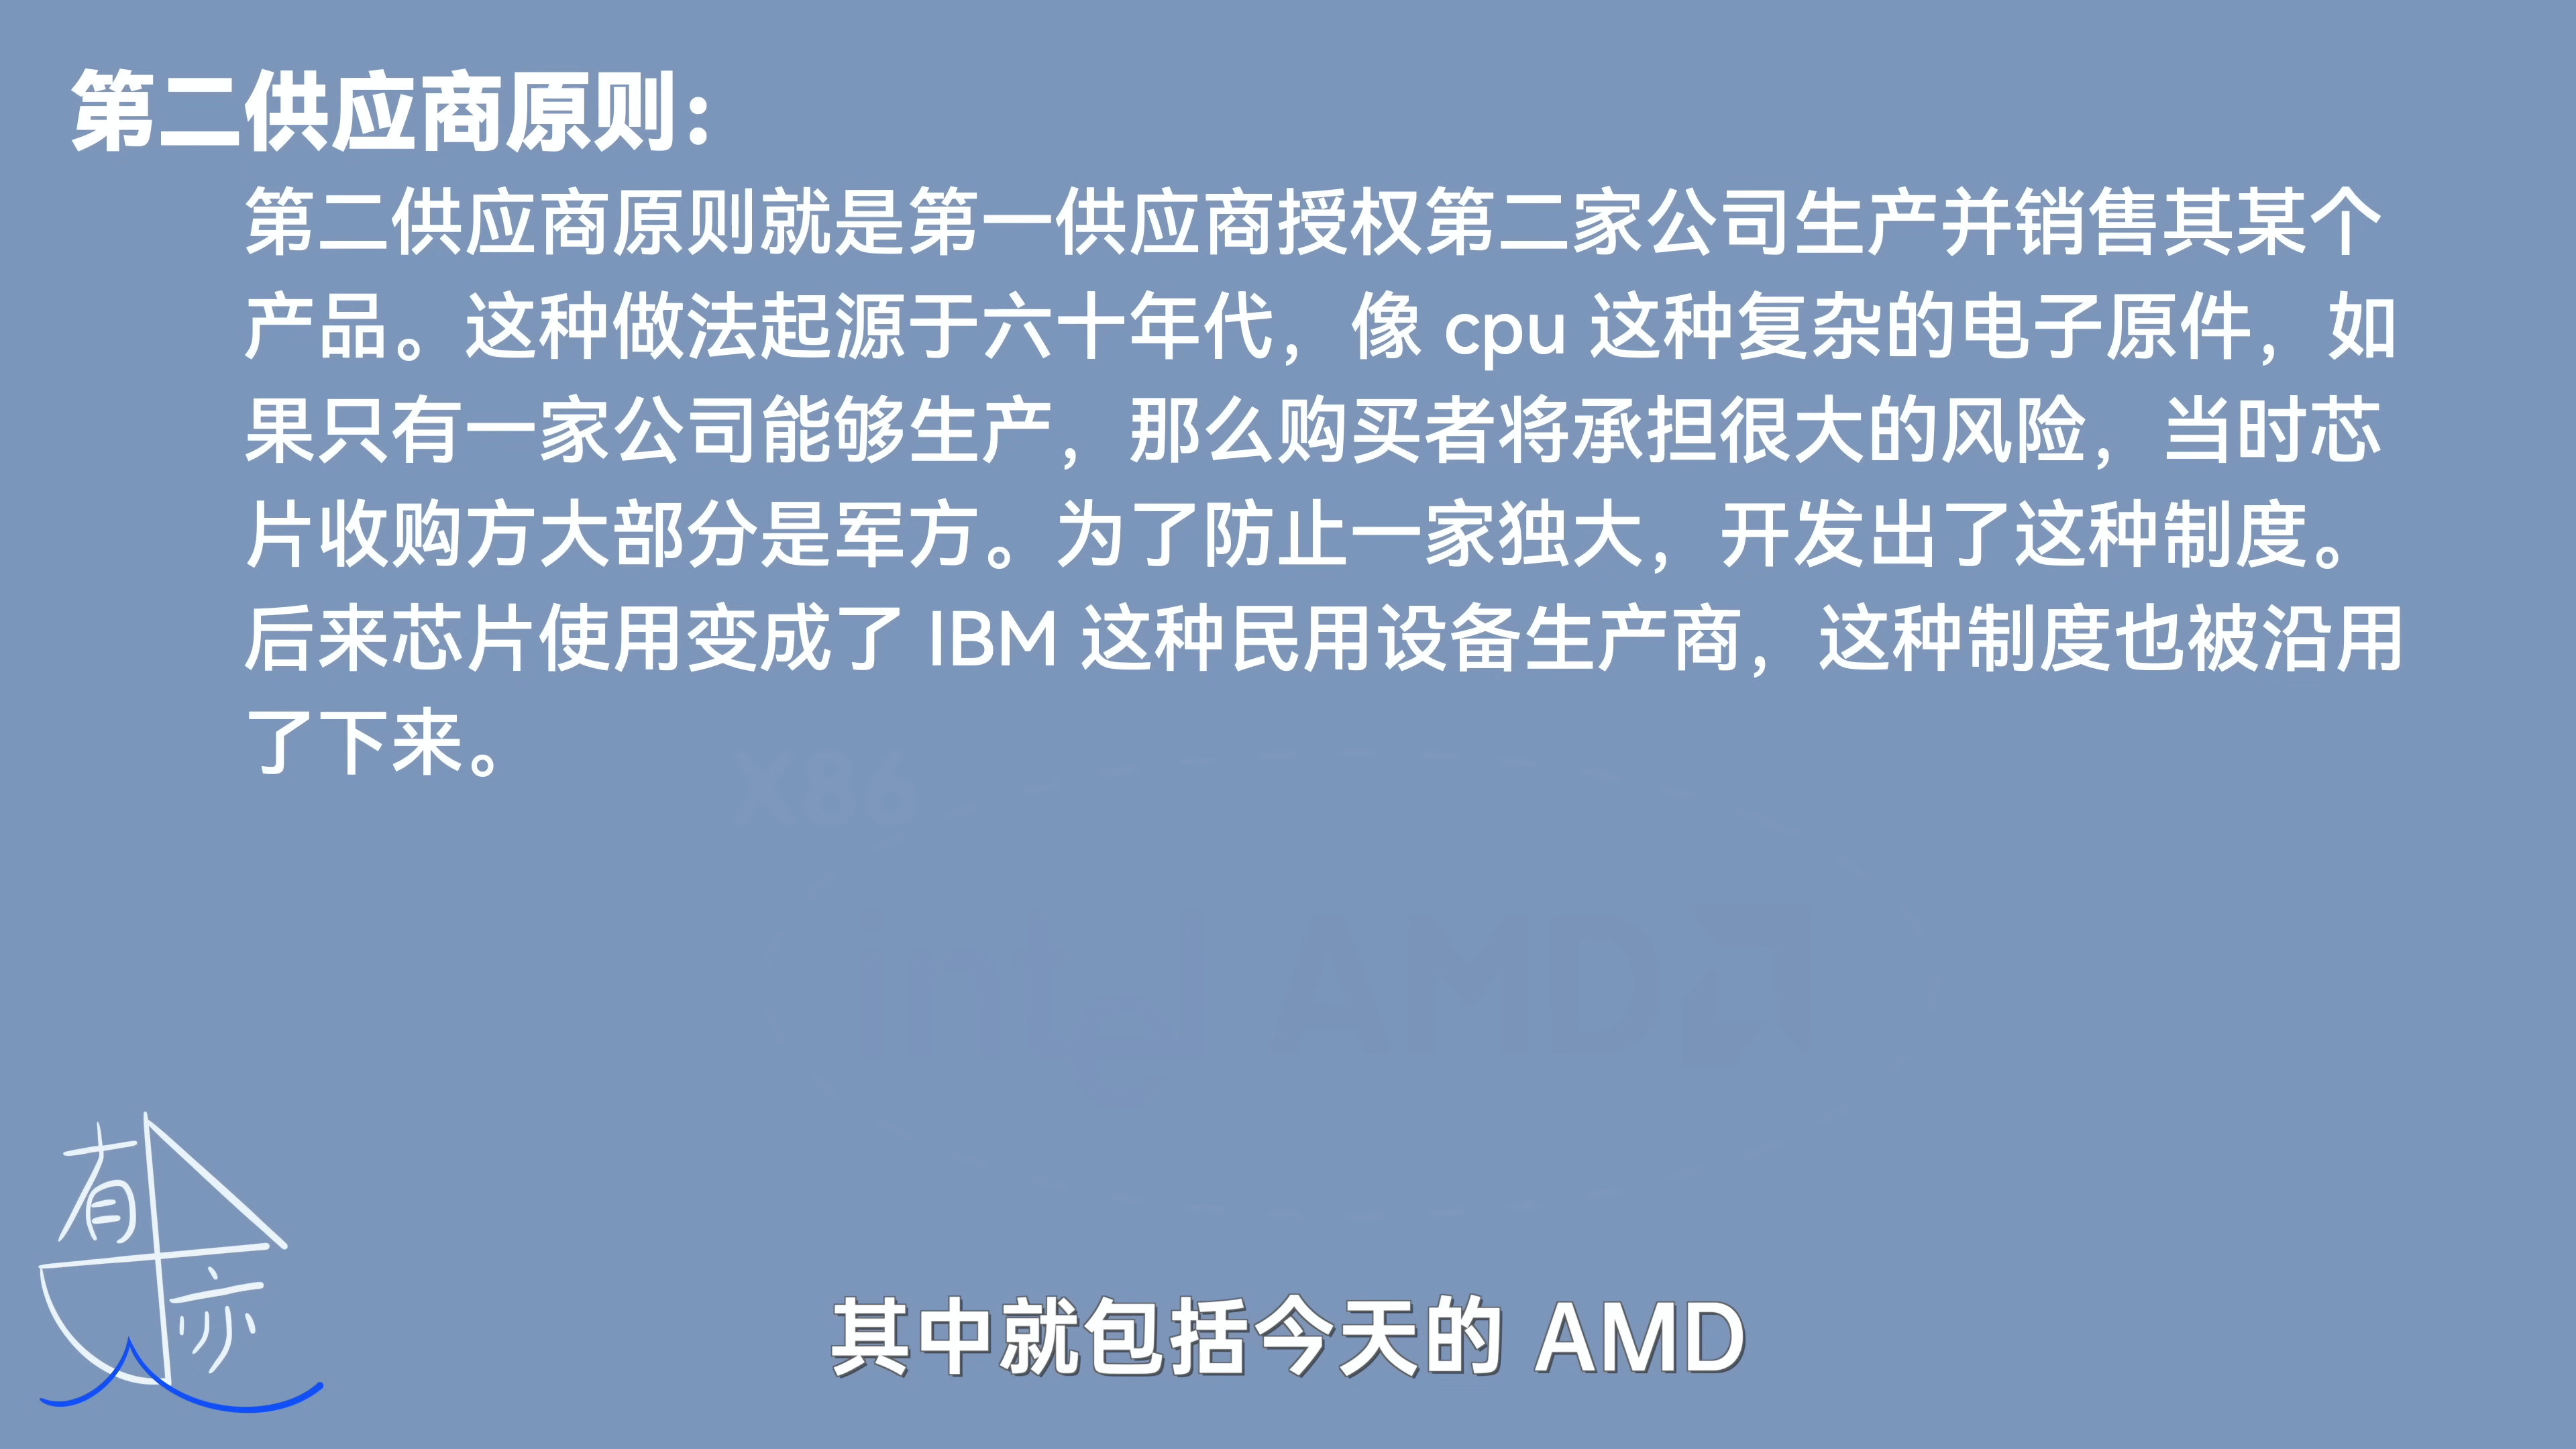 第二供应商原则：
第二供应商原则就是第一供应商授权第二家公司生产并销售其某个
产品。这种做法起源于六十年代，像 cpu 这种复杂的电子原件，如
果只有一家公司能够生产，那么购买者将承担很大的风险，当时芯
片收购方大部分是军方。为了防止一家独大，开发出了这种制度。
后来芯片使用变成了 IBM 这种民用设备生产商，这种制度也被沿用
了下来。
X86
intel AMD
有
亦
其中就包括今天的 AMD